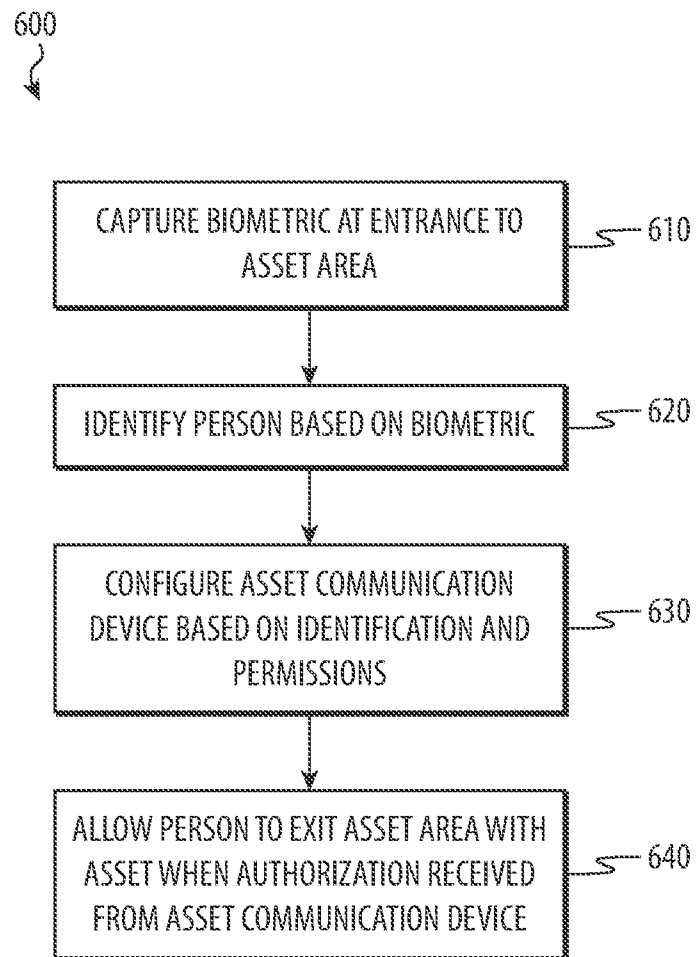 600
CAPTURE BIOMETRIC AT ENTRANCE TO
ASSET AREA
610
IDENTIFY PERSON BASED ON BIOMETRIC
620
CONFIGURE ASSET COMMUNICATION
DEVICE BASED ON IDENTIFICATION AND
PERMISSIONS
630
ALLOW PERSON TO EXIT ASSET AREA WITH
ASSET WHEN AUTHORIZATION RECEIVED
FROM ASSET COMMUNICATION DEVICE
640